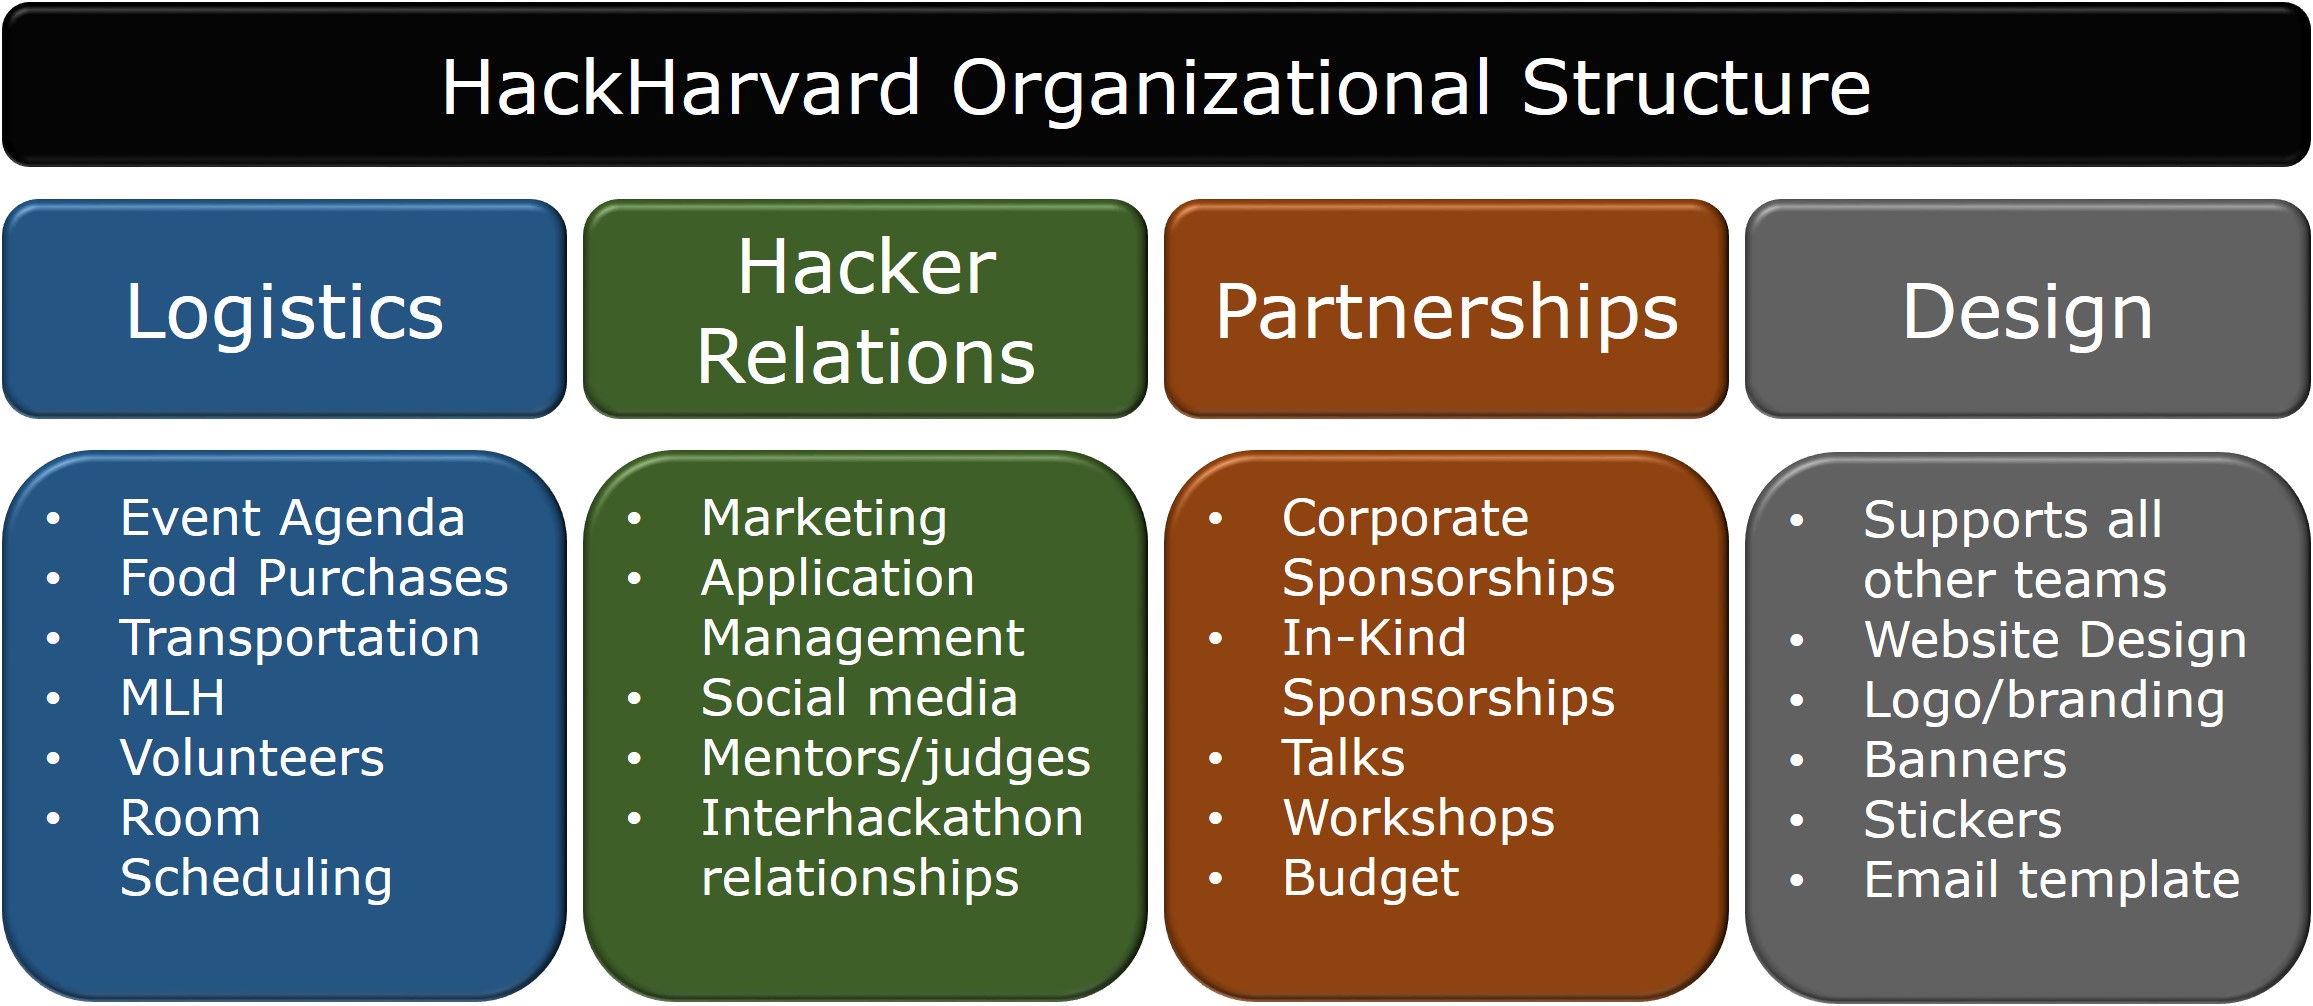 HackHarvard Organizational Structure
Logistics
• Event Agenda
• Food Purchases
• Transportation
• MLH
• Volunteers
• Room
Scheduling
Hacker
Relations
• Marketing
• Application
Management
• Social media
• Mentors/judges
• Interhackathon
relationships
Partnerships
• Corporate
Sponsorships
• In-Kind
Sponsorships
• Talks
• Workshops
• Budget
Design
• Supports all
other teams
• Website Design
• Logo/branding
• Banners
• Stickers
• Email template